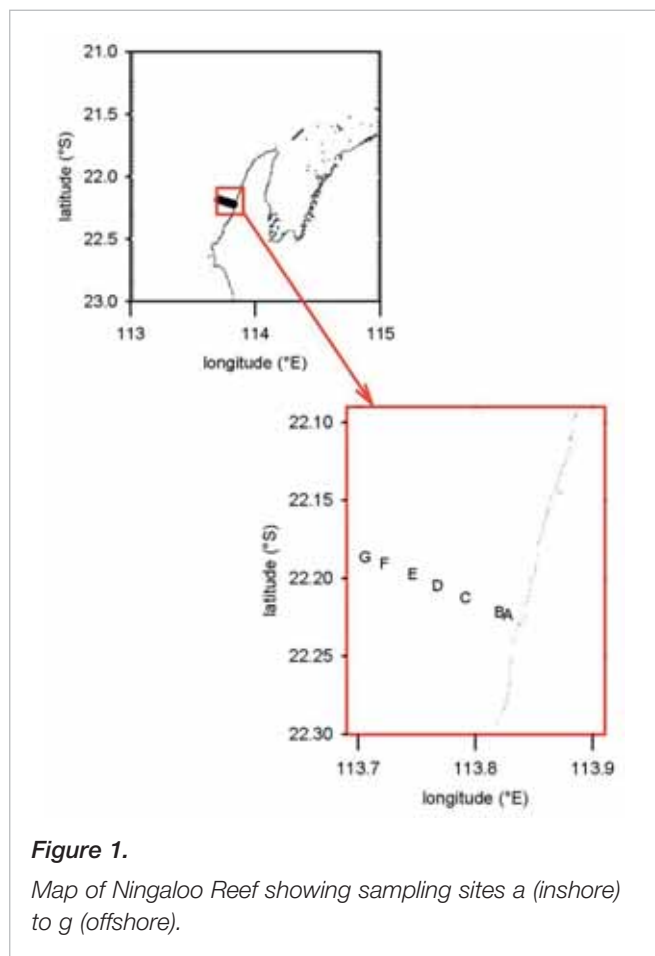 21.0
21.5
22.0
22.5
23.0
latitude (°S)
113 114 115
longitude (°E)
22.10
22.15
22.20
22.25
22.30
latitude (°S)
G F E D C B A
113.7 113.8 113.9
longitude (°E)
Figure 1.
Map of Ningaloo Reef showing sampling sites a (inshore)
to g (offshore).